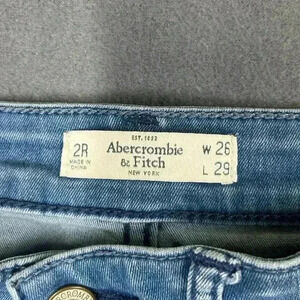 EST. 1892
2R
MADE IN
CHINA
Abercrombie
& Fitch
NEW YORK
W 26
L 29